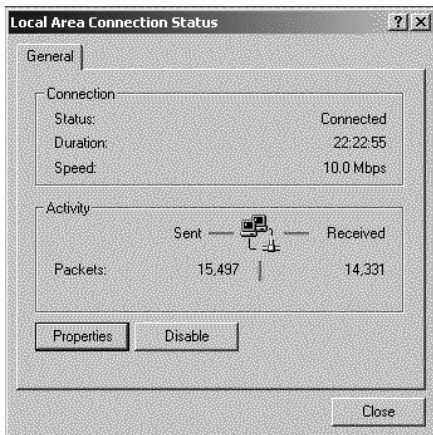 Local Area Connection Status
General
Connection
Status: Connected
Duration: 22:22:55
Speed: 10.0 Mbps
Activity
Sent Received
Packets: 15,497 14,331
Properties Disable
Close